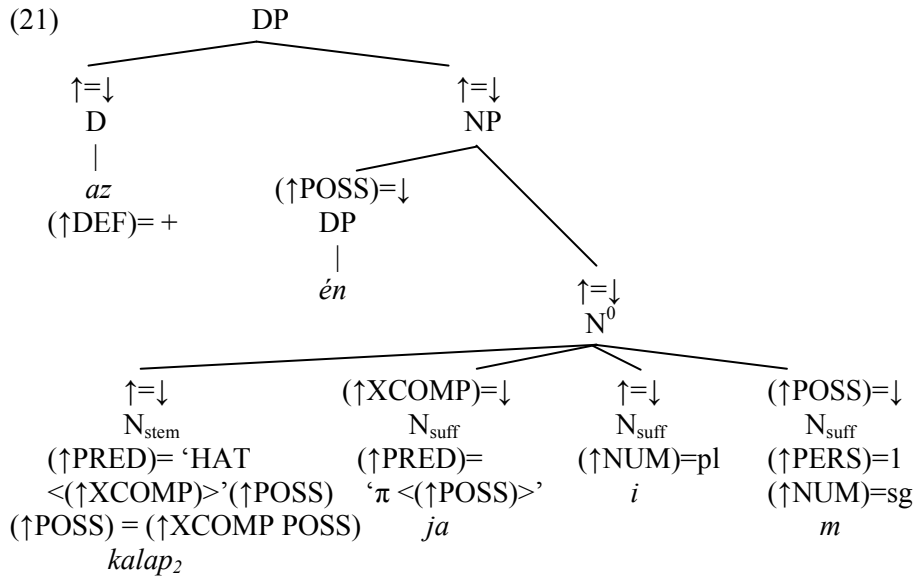 (21) DP
↑=↓ ↑=↓
D NP
|
az (↑POSS)=↓
(↑DEF)= + DP
|
én
↑=↓
N⁰
↑=↓ (↑XCOMP)=↓ ↑=↓ (↑POSS)=↓
Nstem Nsuff Nsuff Nsuff
(↑PRED)= ‘HAT (↑PRED)= (↑NUM)=pl (↑PERS)=1
<(↑XCOMP)>’(↑POSS) ‘π <(↑POSS)>’ i (↑NUM)=sg
(↑POSS) = (↑XCOMP POSS) ja m
kalap₂